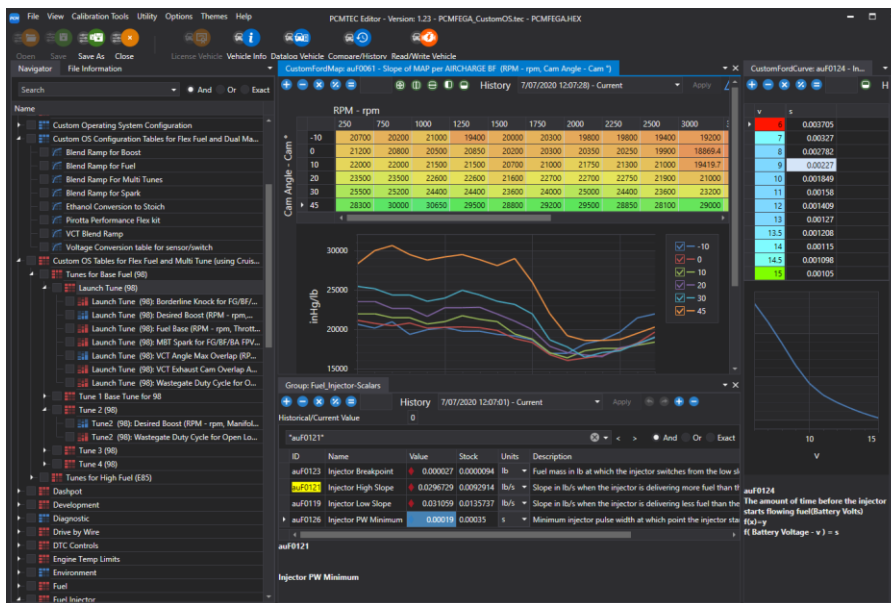 File View Calibration Tools Utility Options Themes Help
PCMTEC Editor - Version: 1.23 - PCMFEGA_CustomOS.tec - PCMFEGA.HEX
Open Save Save As Close License Vehicle Vehicle Info Datalog Vehicle Compare/History Read/Write Vehicle
Navigator File Information
Search And Or Exact
Name
Custom Operating System Configuration
Custom OS Configuration Tables for Flex Fuel and Dual Ma...
Blend Ramp for Boost
Blend Ramp for Fuel
Blend Ramp For Multi Tunes
Blend Ramp for Spark
Ethanol Conversion to Stoich
Pirotta Performance Flex kit
VCT Blend Ramp
Voltage Conversion table for sensor/switch
Custom OS Tables for Flex Fuel and Multi Tune (using Cruis...
Tunes for Base Fuel (98)
Launch Tune (98)
Launch Tune (98): Borderline Knock for FG/BF/...
Launch Tune (98): Desired Boost (RPM - rpm,...
Launch Tune (98): Fuel Base (RPM - rpm, Thrott...
Launch Tune (98): MBT Spark for FG/BF/BA FPV...
Launch Tune (98): VCT Angle Max Overlap (RP...
Launch Tune (98): VCT Exhaust Cam Overlap A...
Launch Tune (98): Wastegate Duty Cycle for O...
Tune 1 Base Tune for 98
Tune 2 (98)
Tune2 (98): Desired Boost (RPM - rpm, Manifol...
Tune2 (98): Wastegate Duty Cycle for Open Lo...
Tune 3 (98)
Tune 4 (98)
Tunes for High Fuel (E85)
Dashpot
Development
Diagnostic
Drive by Wire
DTC Controls
Engine Temp Limits
Environment
Fuel
Fuel Injector
CustomFordMap: auF0061 - Slope of MAP per AIRCHARGE BF (RPM - rpm, Cam Angle - Cam °)
History 7/07/2020 12:07:28) - Current Apply
RPM - rpm
250 750 1000 1250 1500 1750 2000 2250 2500 3000
Cam Angle - Cam °
-10 20700 20200 21000 19400 20000 20300 19800 19800 19400 19200
0 21200 20800 20500 20850 20200 20300 20350 20250 19900 18869.4
10 22000 22000 21500 21500 20700 21000 21750 21300 21000 19419.7
20 23500 23500 22600 22600 21600 22700 22700 22750 21900 21000
30 25500 25200 24400 24400 23600 24000 25000 24400 23600 23200
45 28300 30000 30650 29500 28800 29200 29500 28850 28100 29000
inHg/lb
30000
25000
20000
15000
-10
0
10
20
30
45
Group: Fuel_Injector-Scalars
History 7/07/2020 12:07:01) - Current Apply
Historical/Current Value 0
"auF0121" And Or Exact
ID Name Value Stock Units Description
auF0123 Injector Breakpoint 0.000027 0.0000094 lb Fuel mass in lb at which the injector switches from the low sl
auF0121 Injector High Slope 0.0296729 0.0092914 lb/s Slope in lb/s when the injector is delivering more fuel than the
auF0119 Injector Low Slope 0.031059 0.0135737 lb/s Slope in lb/s when the injector is delivering less fuel than the
auF0126 Injector PW Minimum 0.00019 0.00035 s Minimum injector pulse width at which point the injector sta
auF0121
Injector PW Minimum
CustomFordCurve: auF0124 - In...
H
v s
6 0.003705
7 0.00327
8 0.002782
9 0.00227
10 0.001849
11 0.00158
12 0.001409
13 0.00127
13.5 0.001208
14 0.00115
14.5 0.001098
15 0.00105
10 15
V
auF0124
The amount of time before the injector
starts flowing fuel(Battery Volts)
f(x)=y
f( Battery Voltage - v ) = s